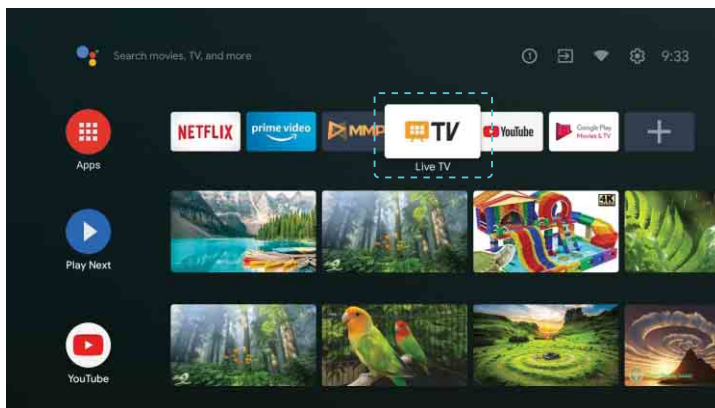 Search movies, TV, and more
9:33
NETFLIX
prime video
MMP
TV
YouTube
Google Play
Movies & TV
Apps
Live TV
4K
Play Next
YouTube